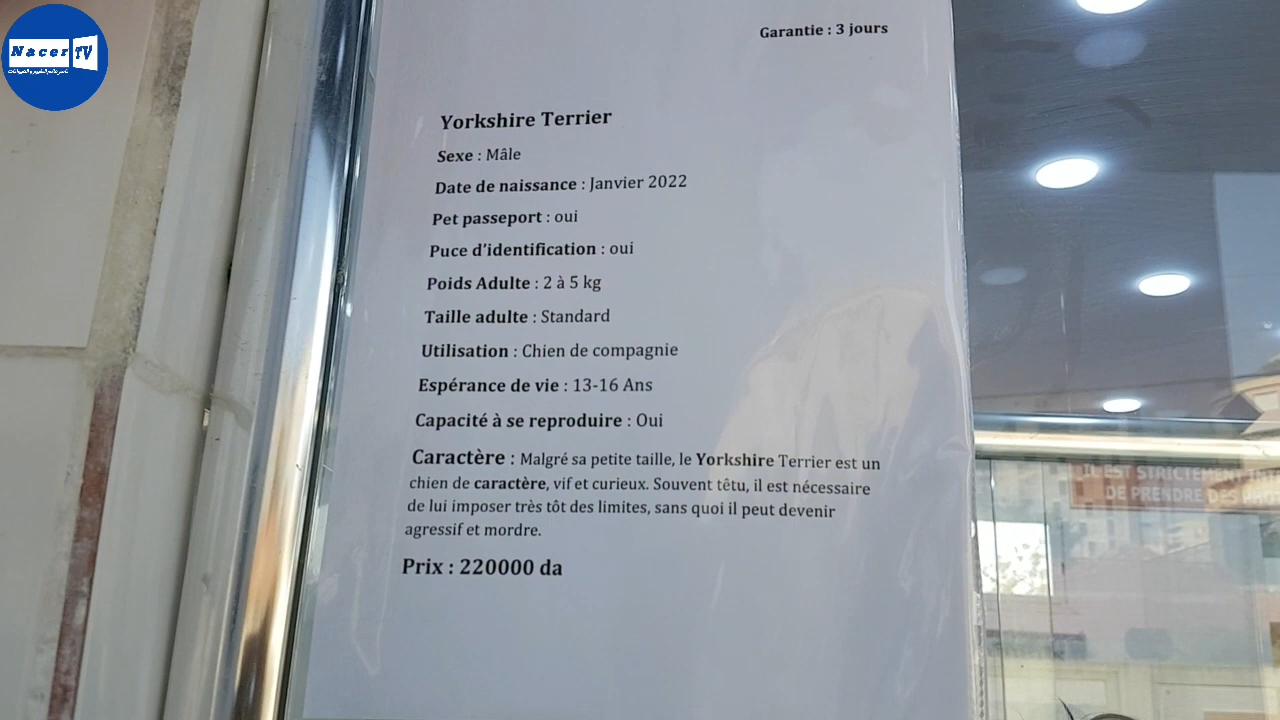 Nacer TV
Garantie : 3 jours
Yorkshire Terrier
Sexe : Mâle
Date de naissance : Janvier 2022
Pet passeport : oui
Puce d'identification : oui
Poids Adulte : 2 à 5 kg
Taille adulte : Standard
Utilisation : Chien de compagnie
Espérance de vie : 13-16 Ans
Capacité à se reproduire : Oui
Caractère : Malgré sa petite taille, le Yorkshire Terrier est un
chien de caractère, vif et curieux. Souvent têtu, il est nécessaire
de lui imposer très tôt des limites, sans quoi il peut devenir
agressif et mordre.
Prix : 220000 da
IL EST STRICTEMENT
DE PRENDRE DES